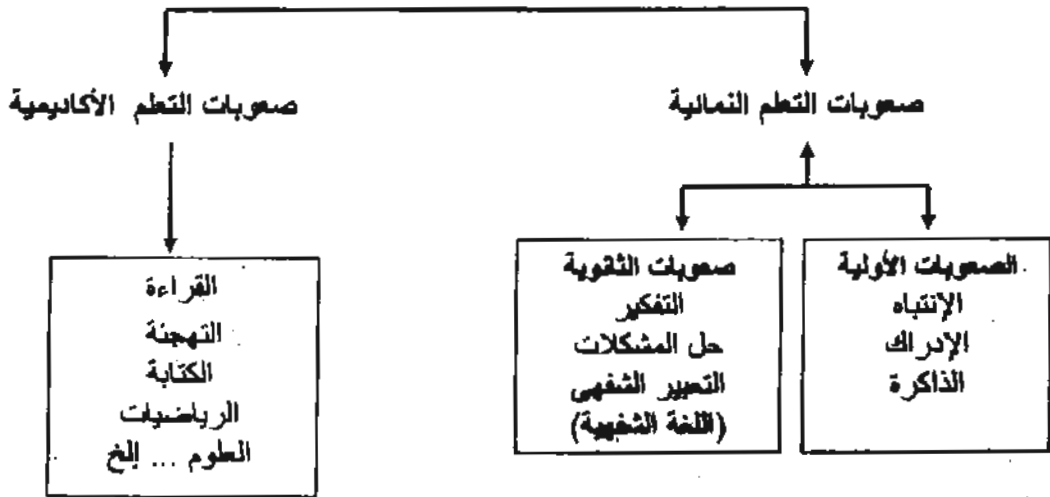 صعوبات التعلم النمائية
صعوبات التعلم الأكاديمية
الصعوبات الأولية
الإنتباه
الإدراك
الذاكرة
صعوبات الثانوية
التفكير
حل المشكلات
التعبير الشفهى
(اللغة الشفهية)
القراءة
التهجئة
الكتابة
الرياضيات
العلوم ... إلخ